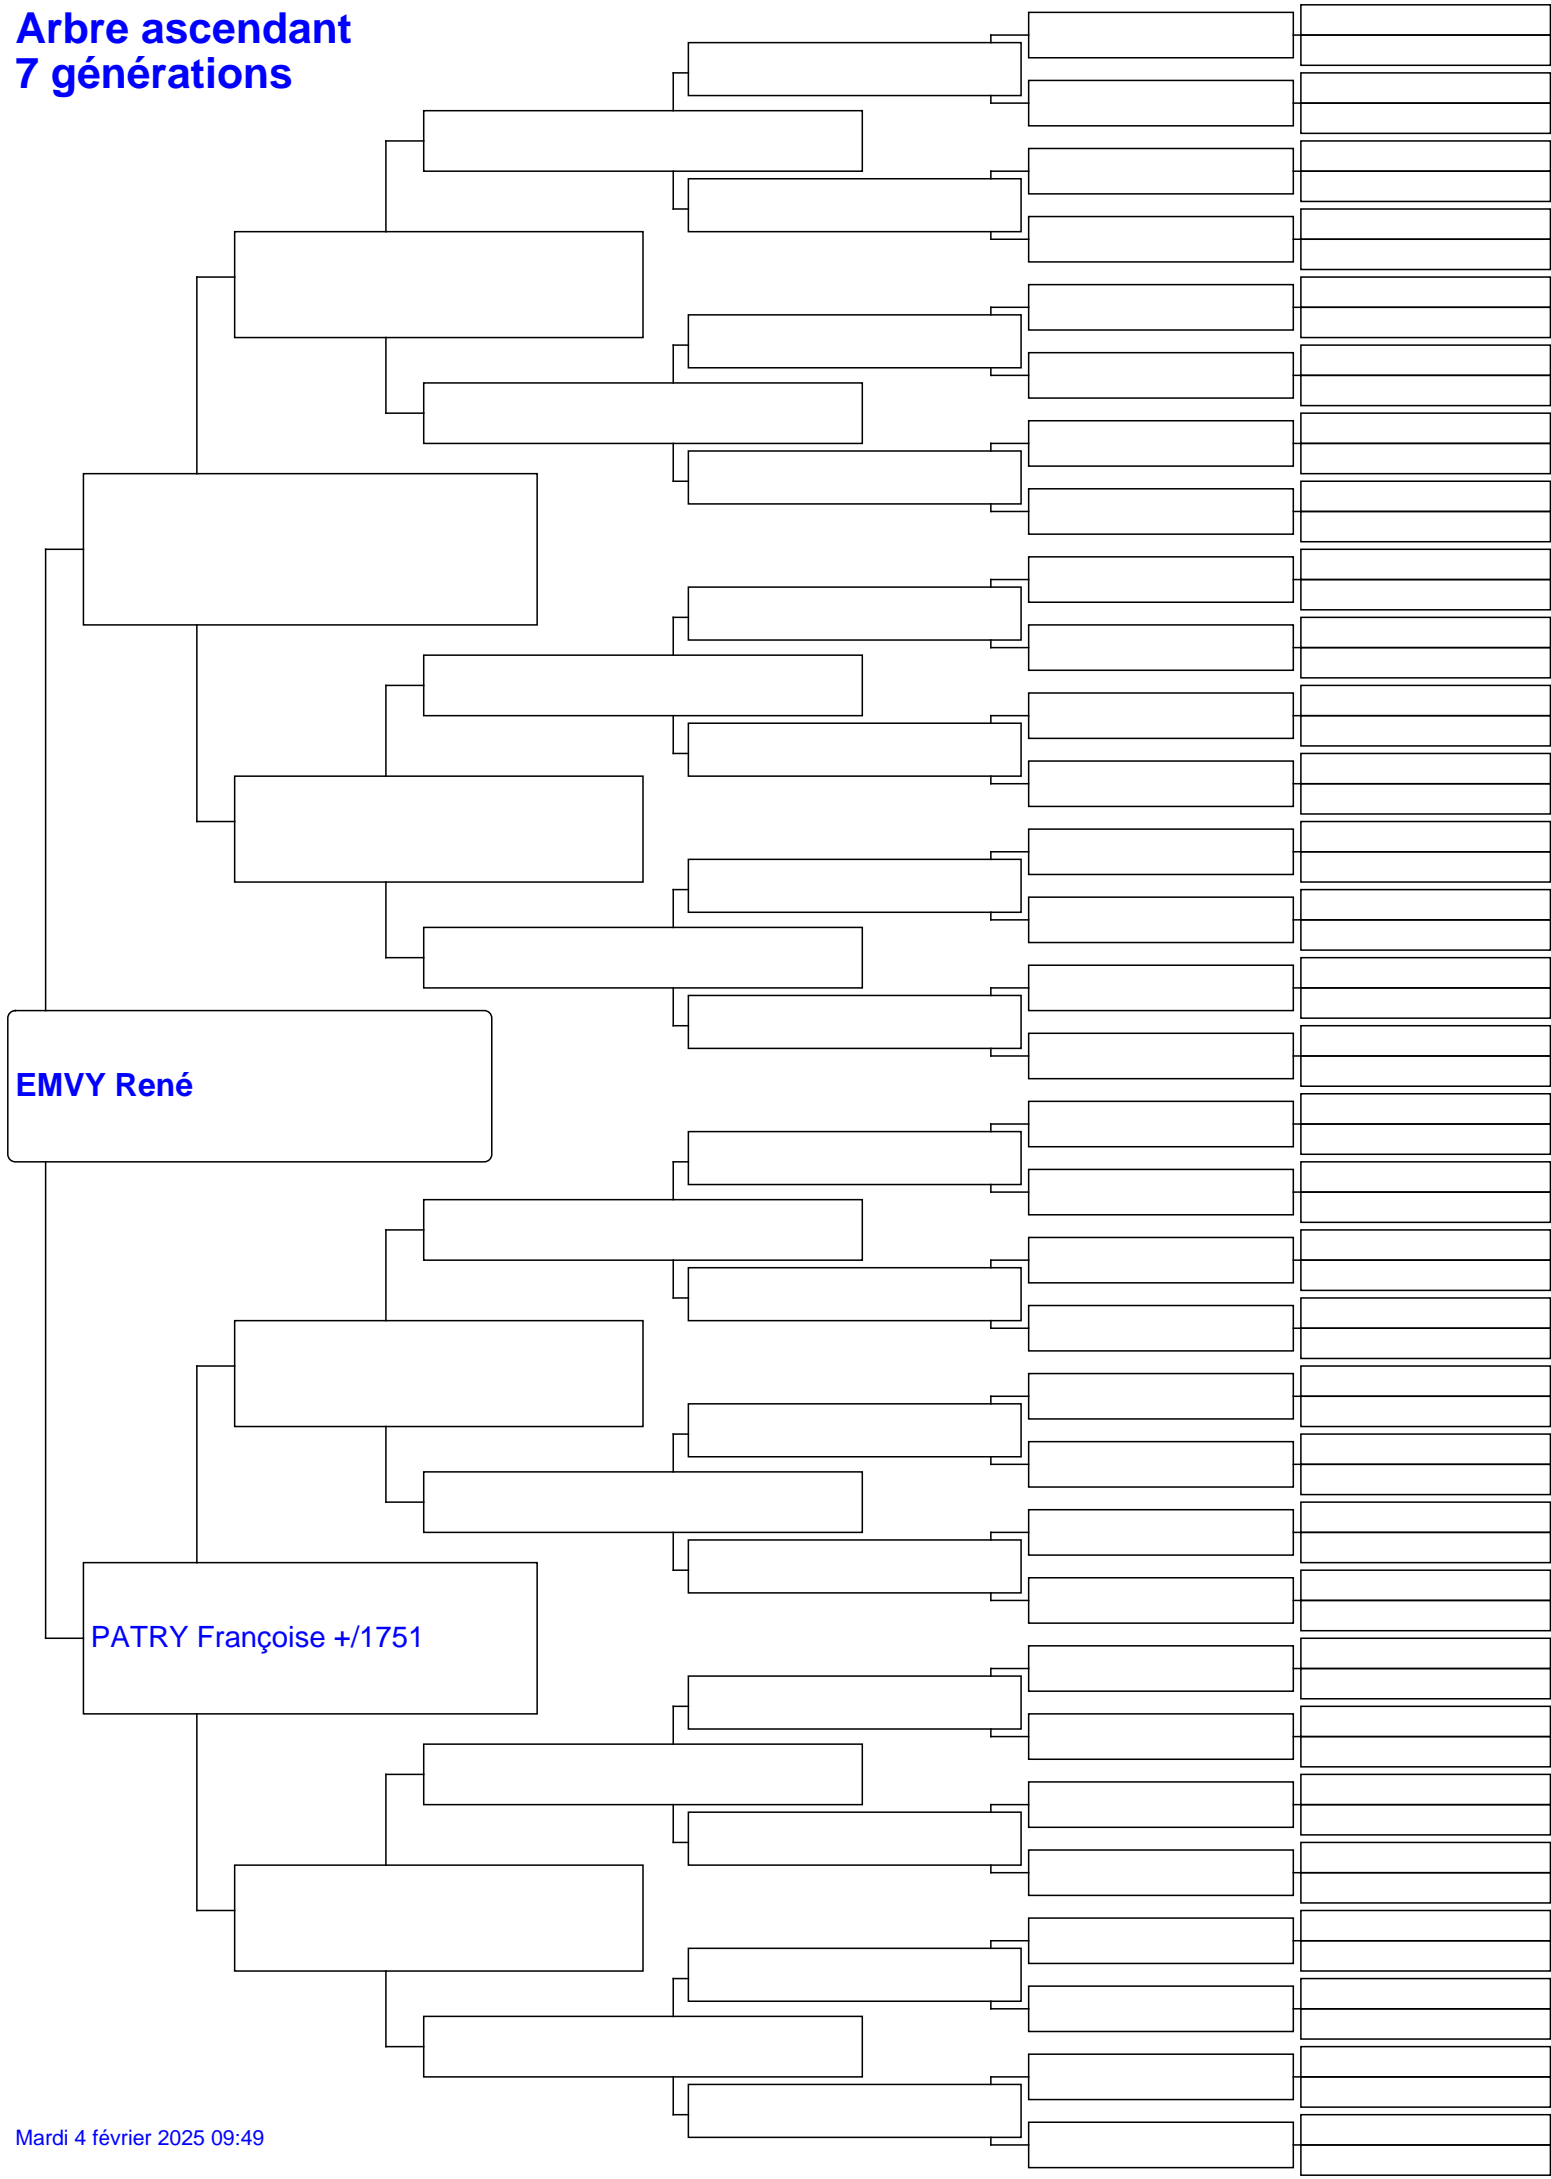 Arbre ascendant
7 générations
EMVY René
PATRY Françoise +/1751
Mardi 4 février 2025 09:49